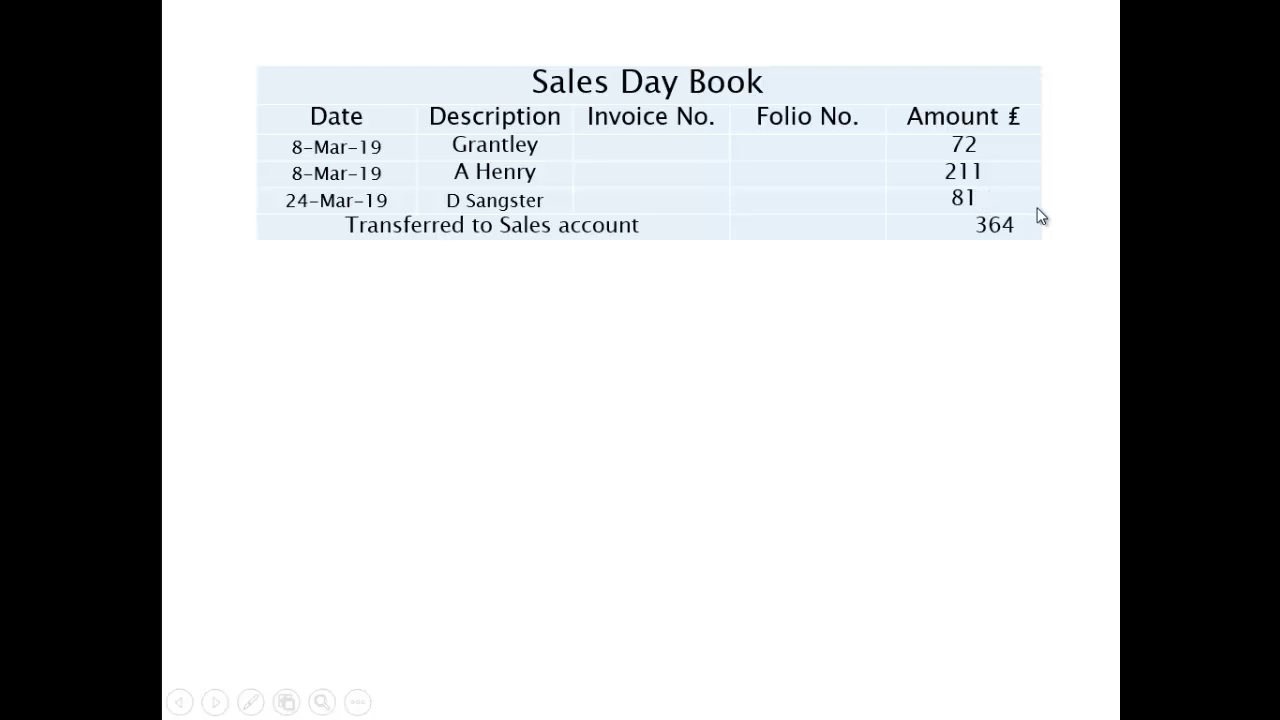 Sales Day Book
Date Description Invoice No. Folio No. Amount £
8-Mar-19 Grantley 72
8-Mar-19 A Henry 211
24-Mar-19 D Sangster 81
Transferred to Sales account 364